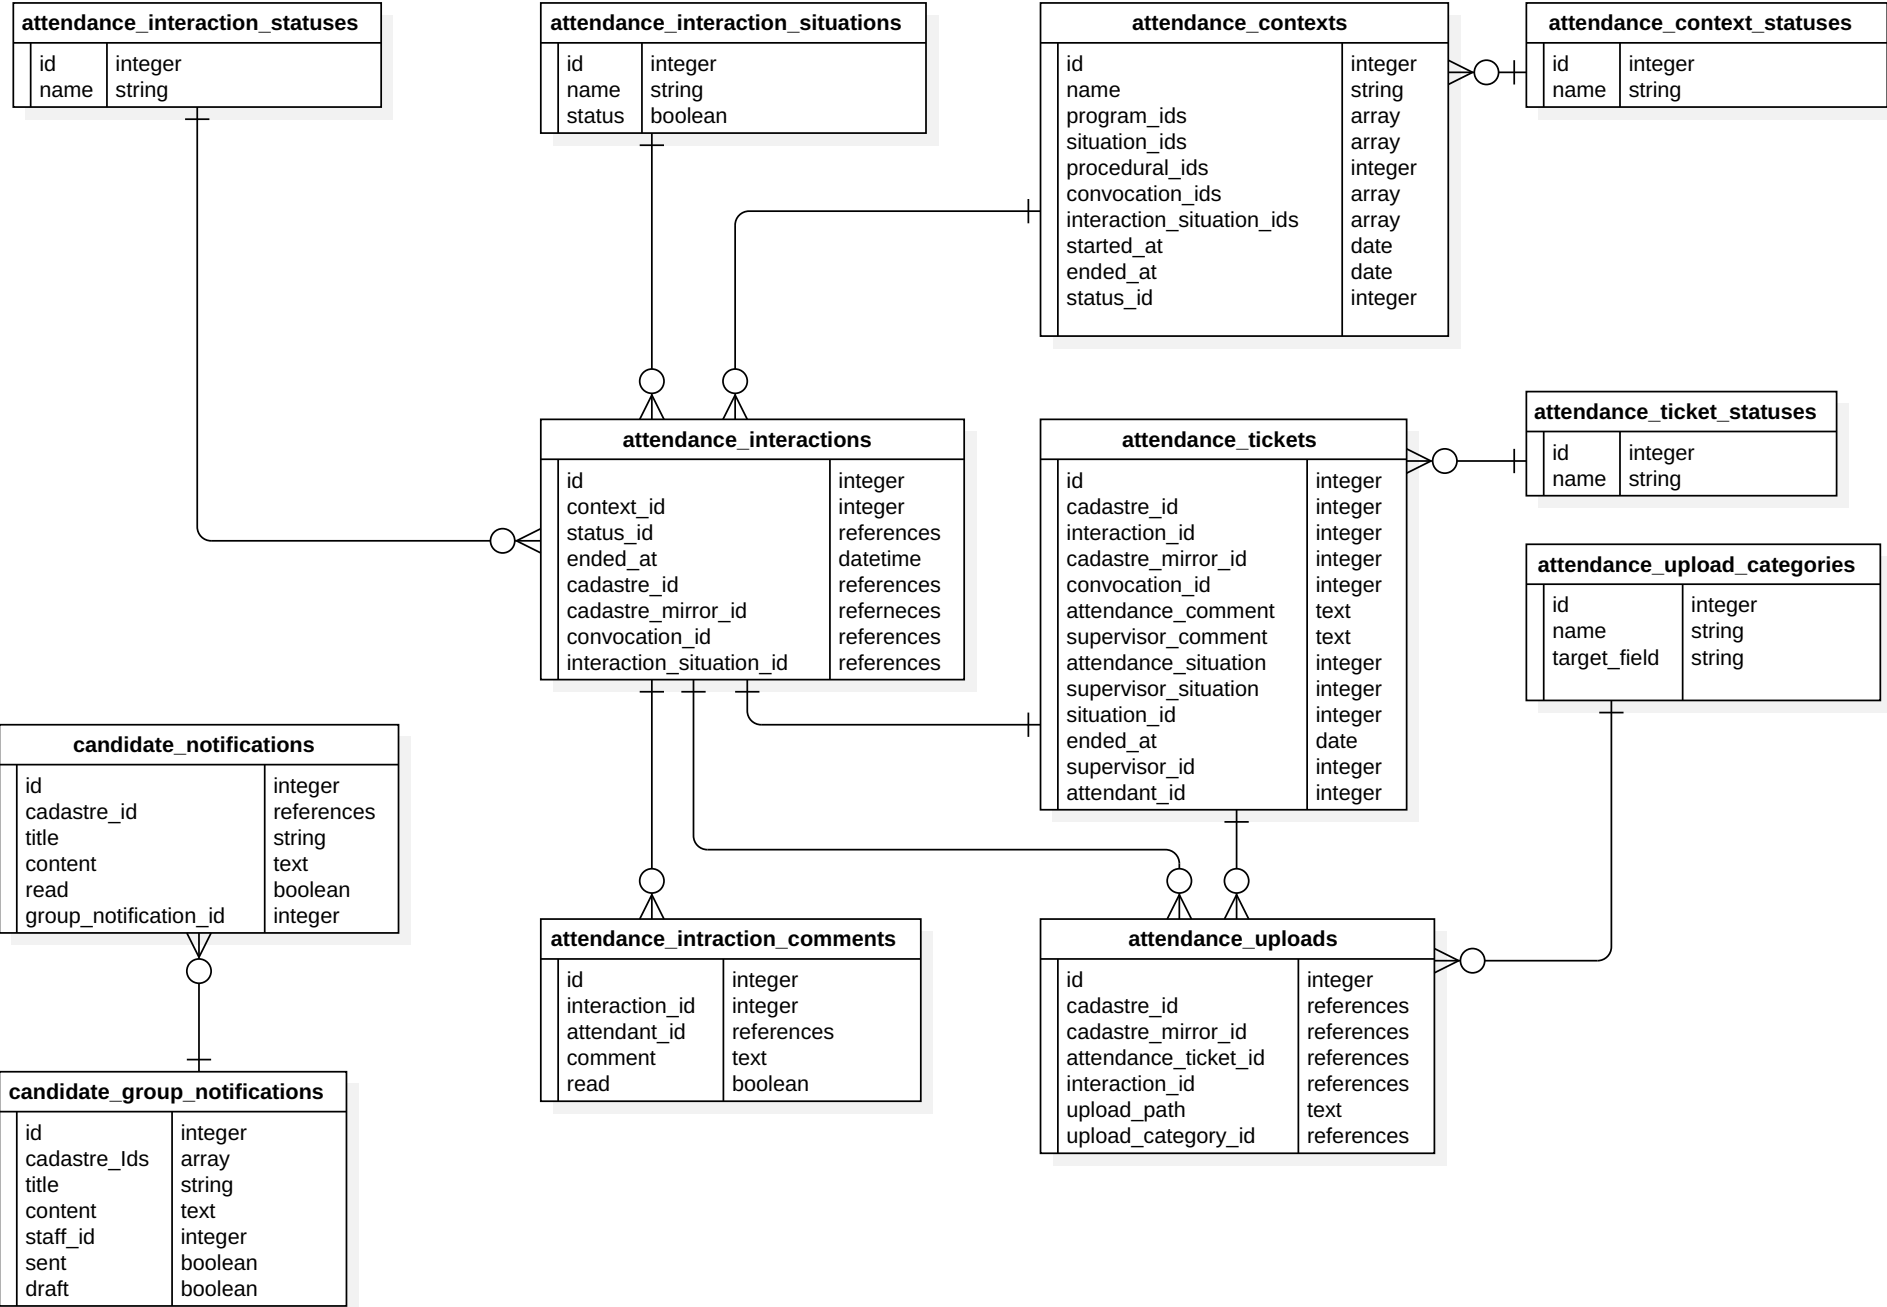 attendance_interaction_statuses
id integer
name string
attendance_interaction_situations
id integer
name string
status boolean
attendance_contexts
id integer
name string
program_ids array
situation_ids array
procedural_ids integer
convocation_ids array
interaction_situation_ids array
started_at date
ended_at date
status_id integer
attendance_context_statuses
id integer
name string
attendance_interactions
id integer
context_id integer
status_id references
ended_at datetime
cadastre_id references
cadastre_mirror_id referneces
convocation_id references
interaction_situation_id references
attendance_tickets
id integer
cadastre_id integer
interaction_id integer
cadastre_mirror_id integer
convocation_id integer
attendance_comment text
supervisor_comment text
attendance_situation integer
supervisor_situation integer
situation_id integer
ended_at date
supervisor_id integer
attendant_id integer
attendance_ticket_statuses
id integer
name string
attendance_upload_categories
id integer
name string
target_field string
candidate_notifications
id integer
cadastre_id references
title string
content text
read boolean
group_notification_id integer
attendance_intraction_comments
id integer
interaction_id integer
attendant_id references
comment text
read boolean
attendance_uploads
id integer
cadastre_id references
cadastre_mirror_id references
attendance_ticket_id references
interaction_id references
upload_path text
upload_category_id references
candidate_group_notifications
id integer
cadastre_Ids array
title string
content text
staff_id integer
sent boolean
draft boolean